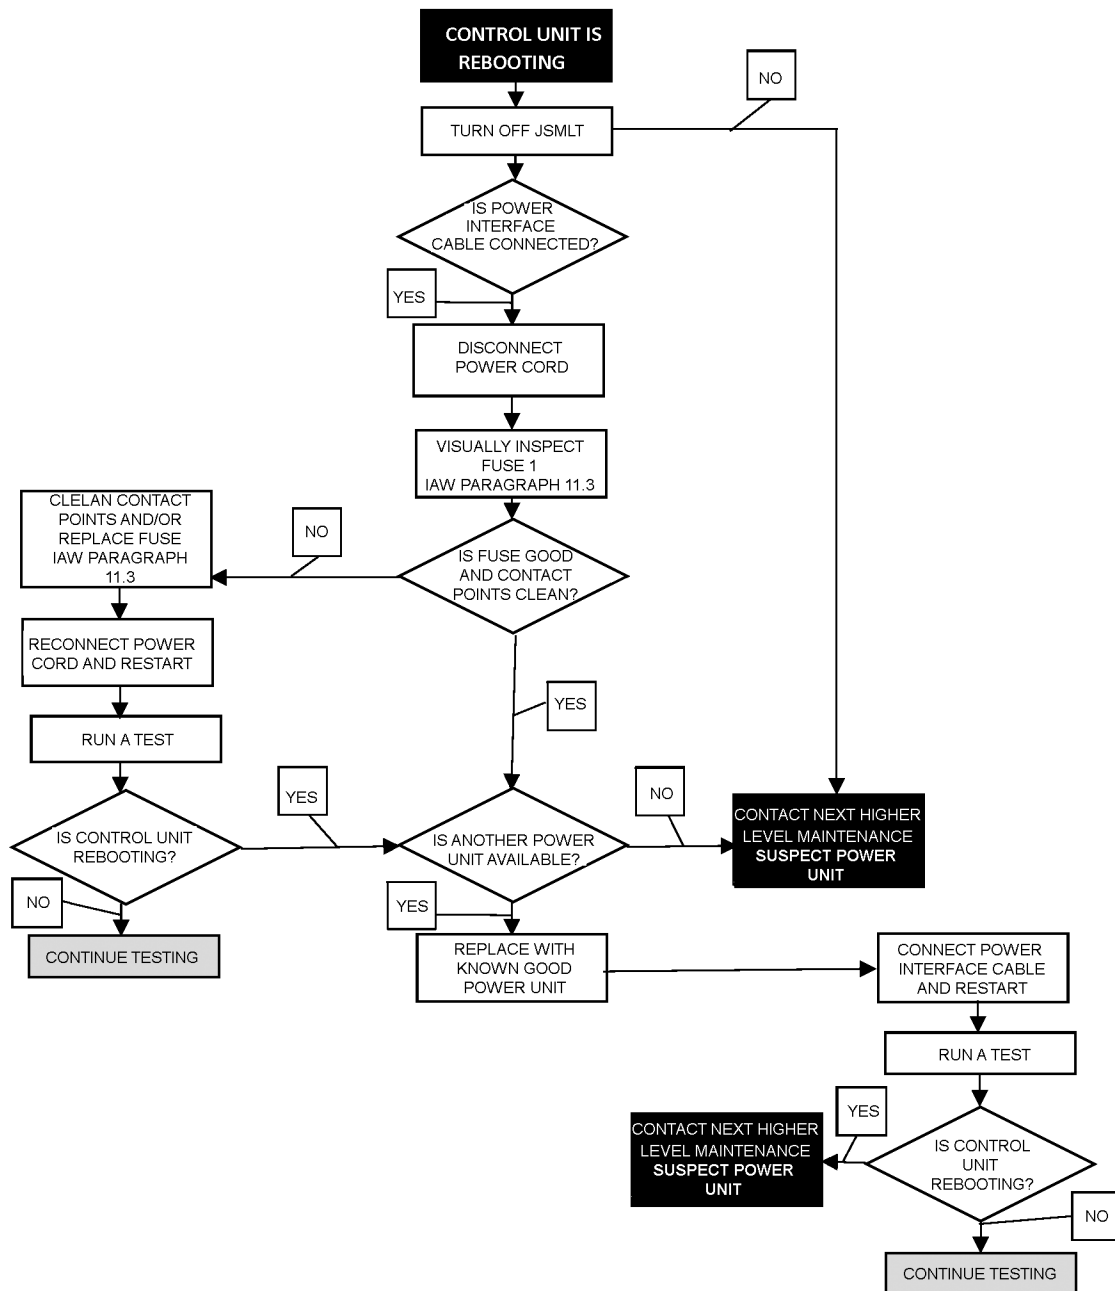 CONTROL UNIT IS
REBOOTING
NO
TURN OFF JSMLT
IS POWER
INTERFACE
CABLE CONNECTED?
YES
DISCONNECT
POWER CORD
VISUALLY INSPECT
FUSE 1
IAW PARAGRAPH 11.3
CLELAN CONTACT
POINTS AND/OR
REPLACE FUSE
IAW PARAGRAPH
11.3
NO
IS FUSE GOOD
AND CONTACT
POINTS CLEAN?
RECONNECT POWER
CORD AND RESTART
YES
RUN A TEST
YES
NO
IS CONTROL UNIT
REBOOTING?
IS ANOTHER POWER
UNIT AVAILABLE?
CONTACT NEXT HIGHER
LEVEL MAINTENANCE
SUSPECT POWER
UNIT
NO
YES
CONTINUE TESTING
REPLACE WITH
KNOWN GOOD
POWER UNIT
CONNECT POWER
INTERFACE CABLE
AND RESTART
RUN A TEST
YES
CONTACT NEXT HIGHER
LEVEL MAINTENANCE
SUSPECT POWER
UNIT
IS CONTROL
UNIT
REBOOTING?
NO
CONTINUE TESTING